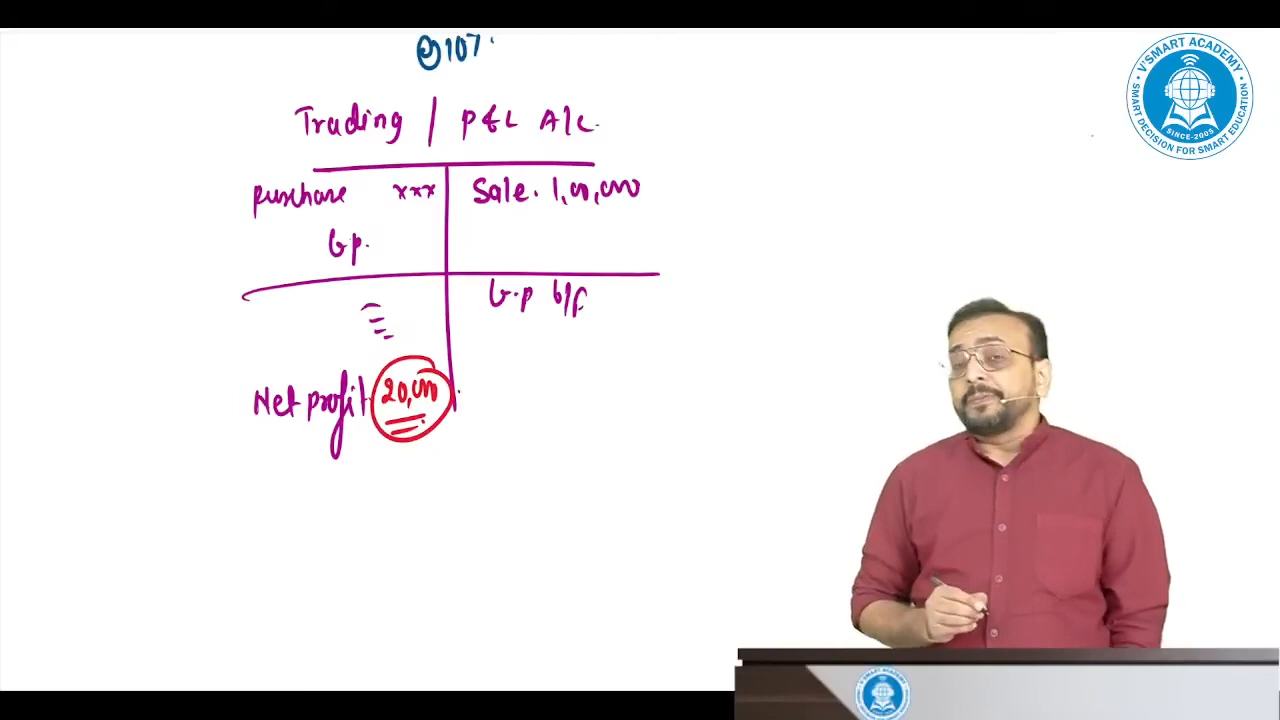 Q107.
Trading / P&L A/c.
purchase xxx Sale. 1,00,000
G.p.
G.p b/f
Net profit 20,000
V'SMART ACADEMY
SMART DECISION FOR SMART EDUCATION
SINCE-2005